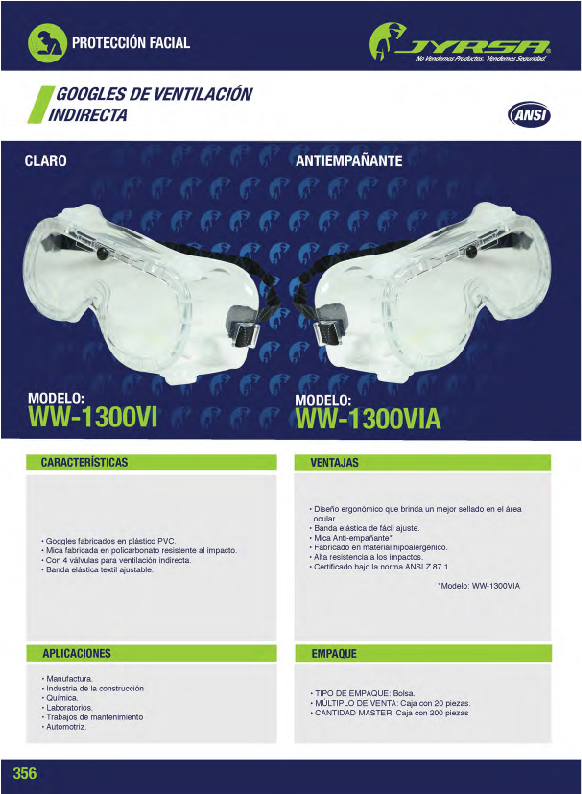 PROTECCIÓN FACIAL
JYRSA®
No Vendemos Productos. Vendemos Seguridad.
GOOGLES DE VENTILACIÓN
INDIRECTA
ANSI
CLARO
ANTIEMPAÑANTE
MODELO:
WW-1300VI
MODELO:
WW-1300VIA
CARACTERÍSTICAS
• Goggles fabricados en plástico PVC.
• Mica fabricada en policarbonato resistente al impacto.
• Con 4 válvulas para ventilación indirecta.
• Banda elástica textil ajustable.
VENTAJAS
• Diseño ergonómico que brinda un mejor sellado en el área
ocular.
• Banda elástica de fácil ajuste.
• Mica Anti-empañante*
• Fabricado en material hipoalergénico.
• Alta resistencia a los impactos.
• Certificado bajo la norma ANSI Z 87.1
*Modelo: WW-1300VIA
APLICACIONES
• Manufactura.
• Industria de la construcción
• Química.
• Laboratorios.
• Trabajos de mantenimiento
• Automotriz.
EMPAQUE
• TIPO DE EMPAQUE: Bolsa.
• MÚLTIPLO DE VENTA: Caja con 20 piezas.
• CANTIDAD MASTER: Caja con 200 piezas
356